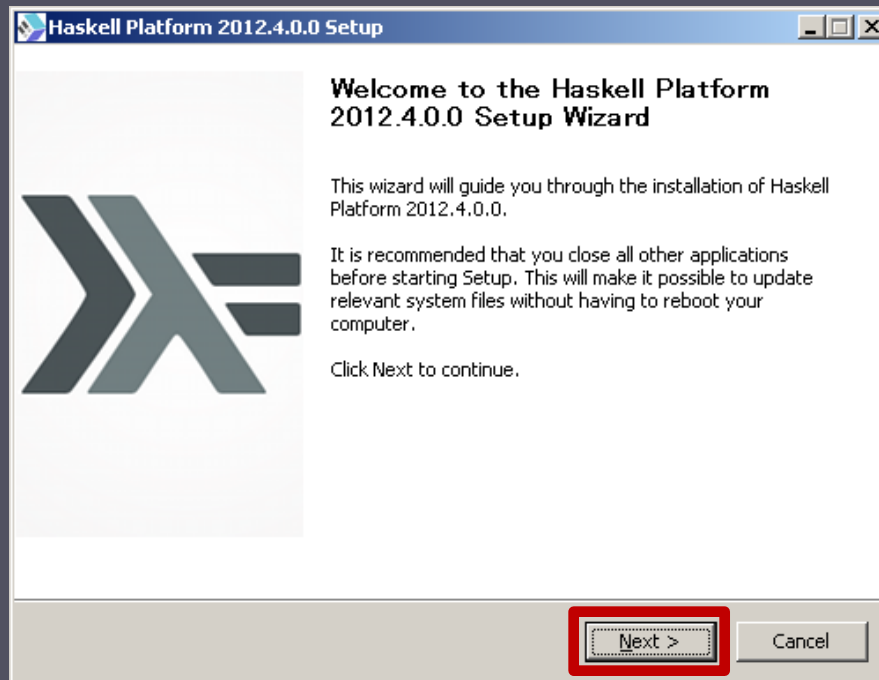 Haskell Platform 2012.4.0.0 Setup
Welcome to the Haskell Platform
2012.4.0.0 Setup Wizard
This wizard will guide you through the installation of Haskell
Platform 2012.4.0.0.
It is recommended that you close all other applications
before starting Setup. This will make it possible to update
relevant system files without having to reboot your
computer.
Click Next to continue.
Next >
Cancel